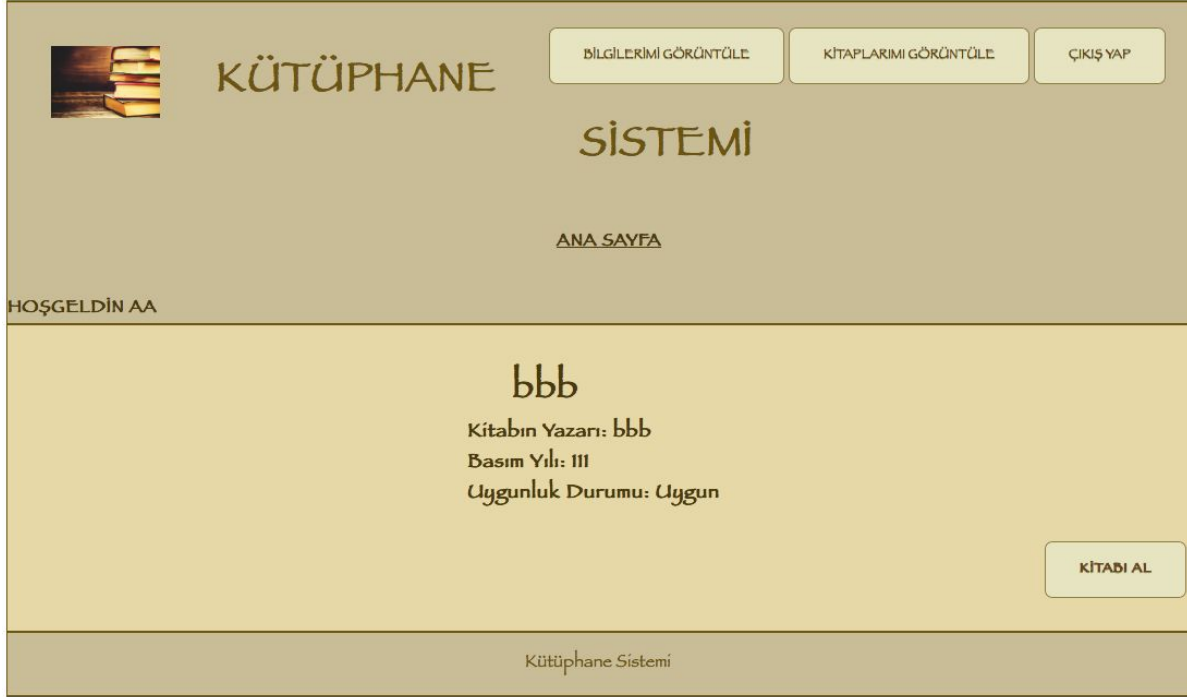 KÜTÜPHANE
SİSTEMİ
BİLGİLERİMİ GÖRÜNTÜLE
KİTAPLARIMI GÖRÜNTÜLE
ÇIKIŞ YAP
ANA SAYFA
HOŞGELDİN AA
bbb
Kitabın Yazarı: bbb
Basım Yılı: 111
Uygunluk Durumu: Uygun
KİTABI AL
Kütüphane Sistemi